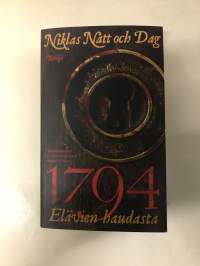 Niklas Natt och Dag
1794
Elävien haudasta